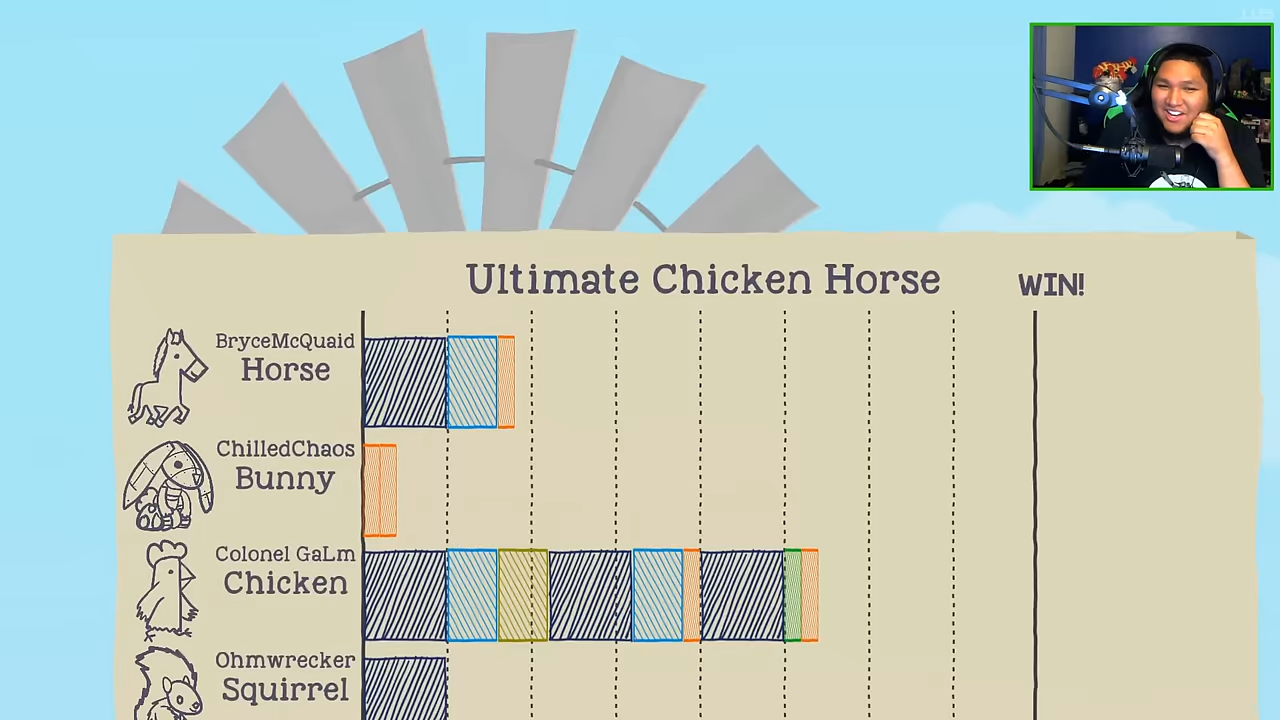 Ultimate Chicken Horse
WIN!
BryceMcQuaid
Horse
ChilledChaos
Bunny
Colonel GaLm
Chicken
Ohmwrecker
Squirrel